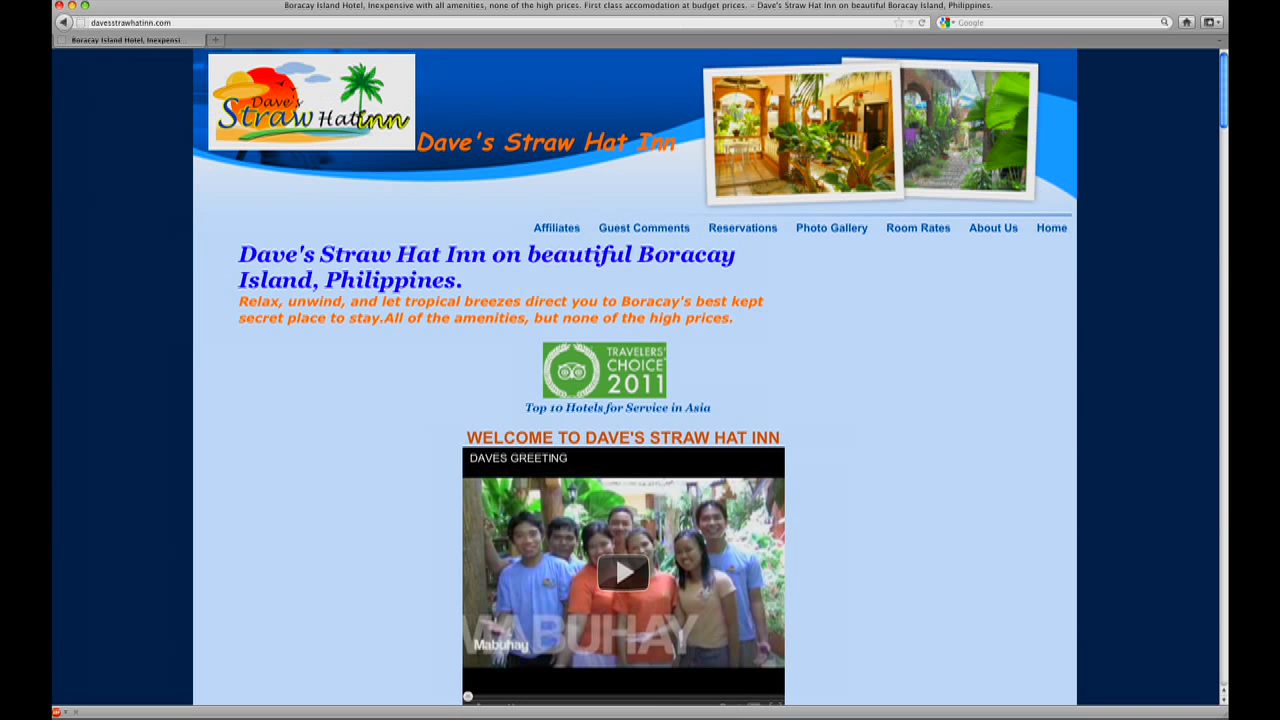 Boracay Island Hotel, Inexpensive with all amenities, none of the high prices. First class accomodation at budget prices. - Dave's Straw Hat Inn on beautiful Boracay Island, Philippines.
davesstrawhatinn.com
Google
Boracay Island Hotel, Inexpensi...
Dave's
Straw Hat Inn
Dave's Straw Hat Inn
Affiliates Guest Comments Reservations Photo Gallery Room Rates About Us Home
Dave's Straw Hat Inn on beautiful Boracay
Island, Philippines.
Relax, unwind, and let tropical breezes direct you to Boracay's best kept
secret place to stay.All of the amenities, but none of the high prices.
TRAVELERS'
CHOICE
2011
Top 10 Hotels for Service in Asia
WELCOME TO DAVE'S STRAW HAT INN
DAVES GREETING
MABUHAY
Mabuhay